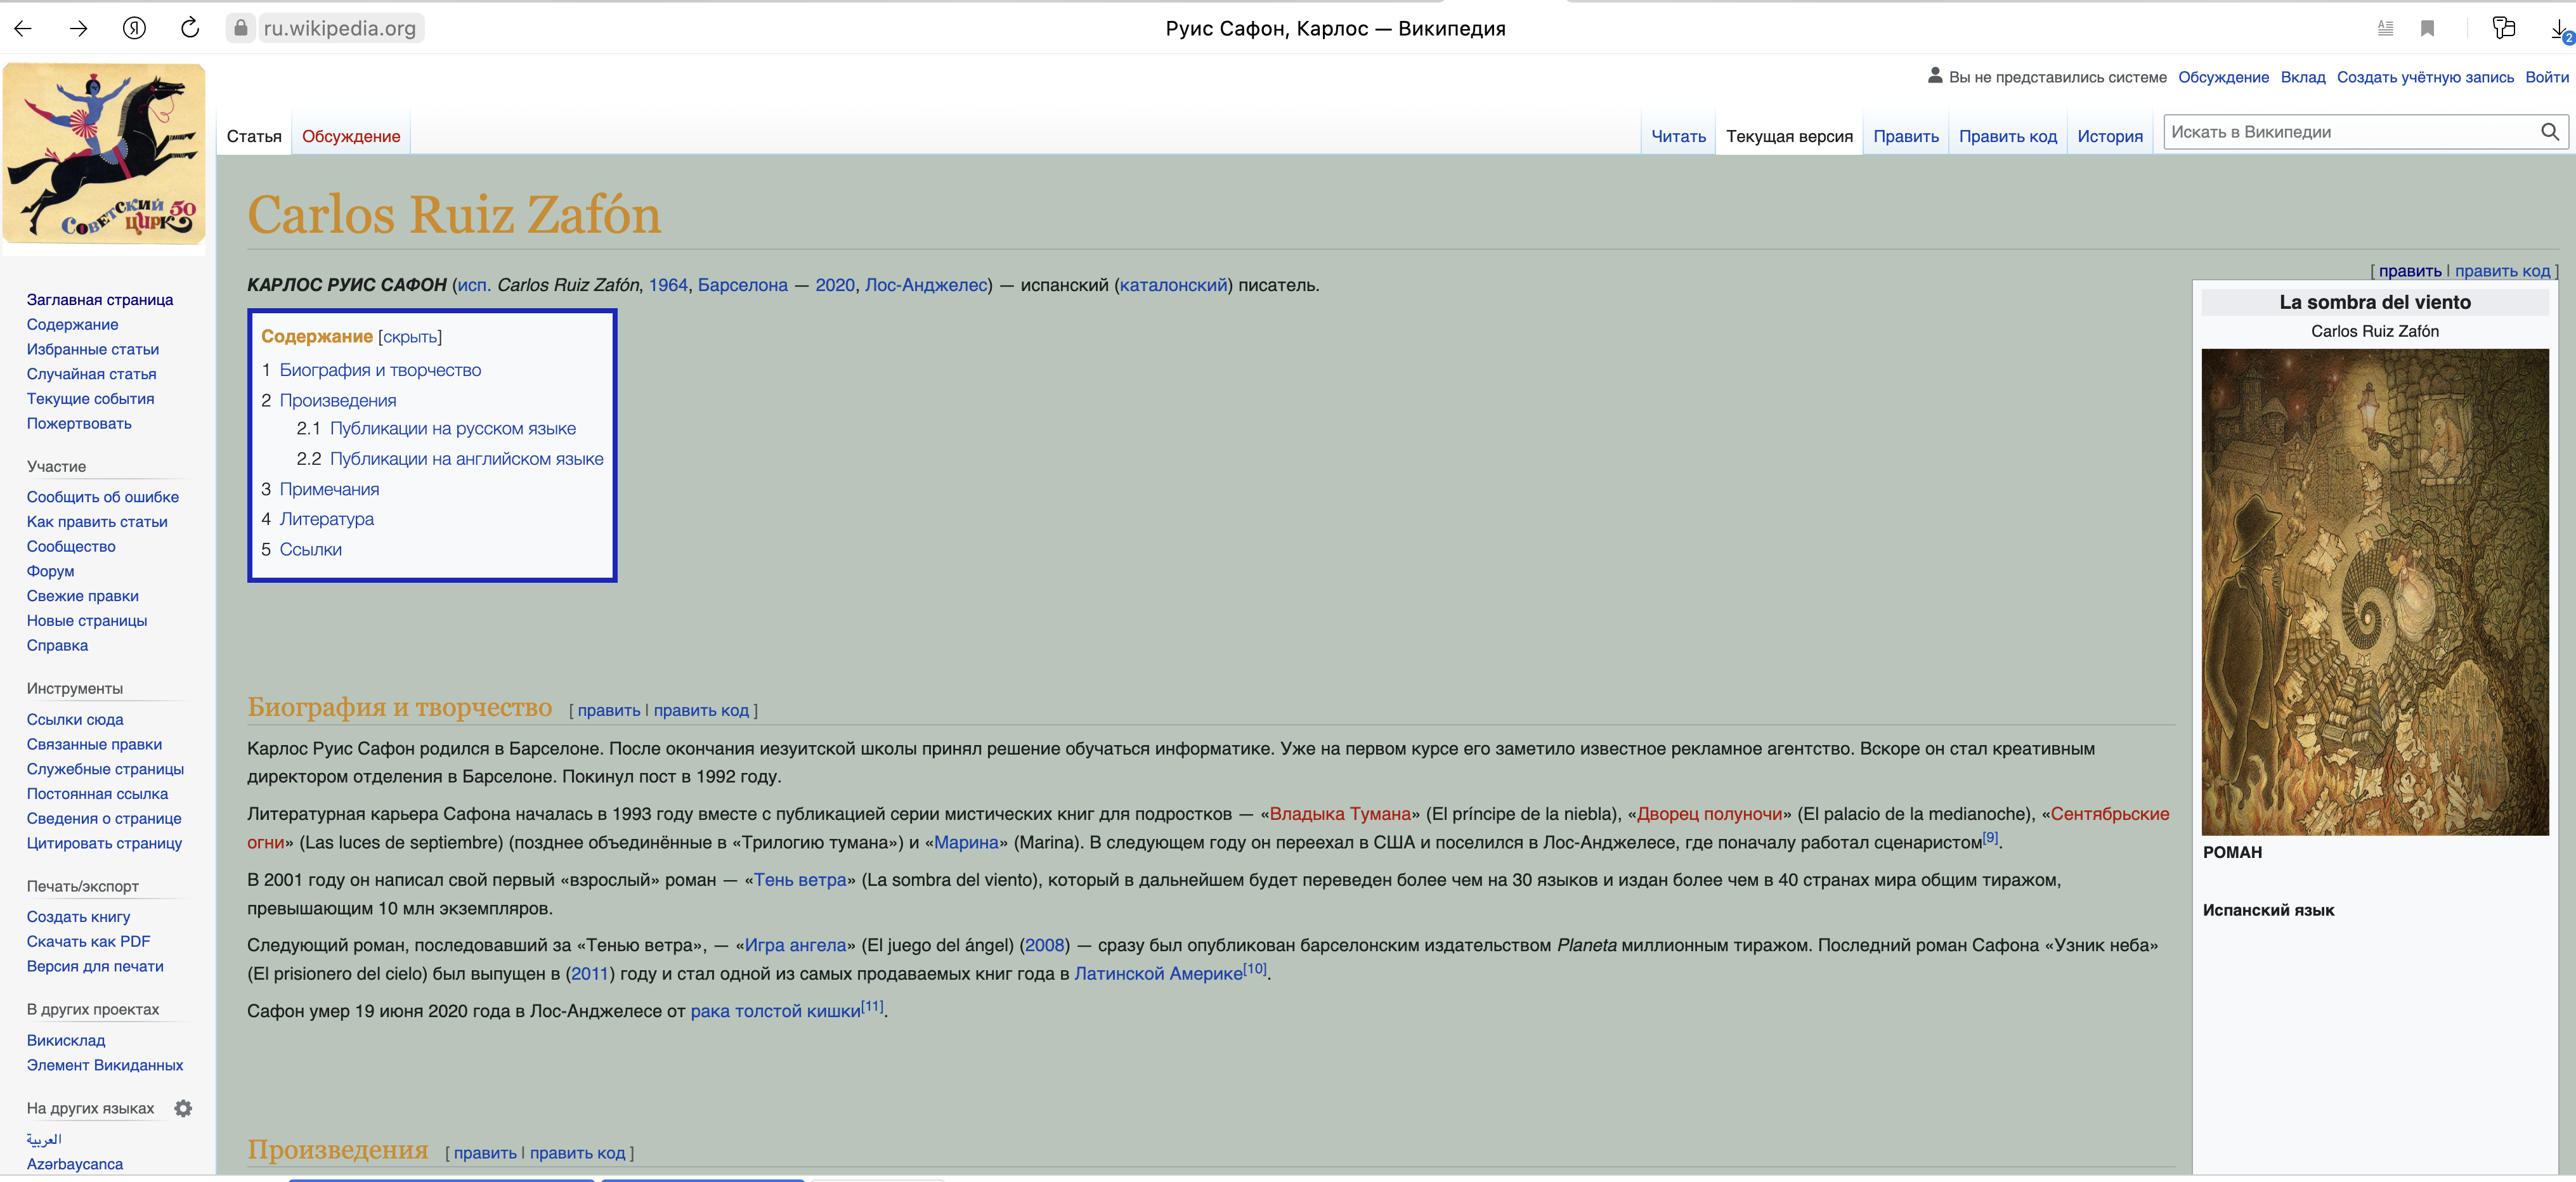 ru.wikipedia.org
Руис Сафон, Карлос — Википедия
2
Советский цирк 50
Вы не представились системе Обсуждение Вклад Создать учётную запись Войти
Статья Обсуждение Читать Текущая версия Править Править код История Искать в Википедии
Заглавная страница
Содержание
Избранные статьи
Случайная статья
Текущие события
Пожертвовать
Участие
Сообщить об ошибке
Как править статьи
Сообщество
Форум
Свежие правки
Новые страницы
Справка
Инструменты
Ссылки сюда
Связанные правки
Служебные страницы
Постоянная ссылка
Сведения о странице
Цитировать страницу
Печать/экспорт
Создать книгу
Скачать как PDF
Версия для печати
В других проектах
Викисклад
Элемент Викиданных
На других языках
العربية
Azərbaycanca
Carlos Ruiz Zafón
КАРЛОС РУИС САФОН (исп. Carlos Ruiz Zafón, 1964, Барселона — 2020, Лос-Анджелес) — испанский (каталонский) писатель.
Содержание [скрыть]
1 Биография и творчество
2 Произведения
2.1 Публикации на русском языке
2.2 Публикации на английском языке
3 Примечания
4 Литература
5 Ссылки
Биография и творчество [ править | править код ]
Карлос Руис Сафон родился в Барселоне. После окончания иезуитской школы принял решение обучаться информатике. Уже на первом курсе его заметило известное рекламное агентство. Вскоре он стал креативным
директором отделения в Барселоне. Покинул пост в 1992 году.
Литературная карьера Сафона началась в 1993 году вместе с публикацией серии мистических книг для подростков — «Владыка Тумана» (El príncipe de la niebla), «Дворец полуночи» (El palacio de la medianoche), «Сентябрьские
огни» (Las luces de septiembre) (позднее объединённые в «Трилогию тумана») и «Марина» (Marina). В следующем году он переехал в США и поселился в Лос-Анджелесе, где поначалу работал сценаристом[9].
В 2001 году он написал свой первый «взрослый» роман — «Тень ветра» (La sombra del viento), который в дальнейшем будет переведен более чем на 30 языков и издан более чем в 40 странах мира общим тиражом,
превышающим 10 млн экземпляров.
Следующий роман, последовавший за «Тенью ветра», — «Игра ангела» (El juego del ángel) (2008) — сразу был опубликован барселонским издательством Planeta миллионным тиражом. Последний роман Сафона «Узник неба»
(El prisionero del cielo) был выпущен в (2011) году и стал одной из самых продаваемых книг года в Латинской Америке[10].
Сафон умер 19 июня 2020 года в Лос-Анджелесе от рака толстой кишки[11].
Произведения [ править | править код ]
[ править | править код ]
La sombra del viento
Carlos Ruiz Zafón
РОМАН
Испанский язык